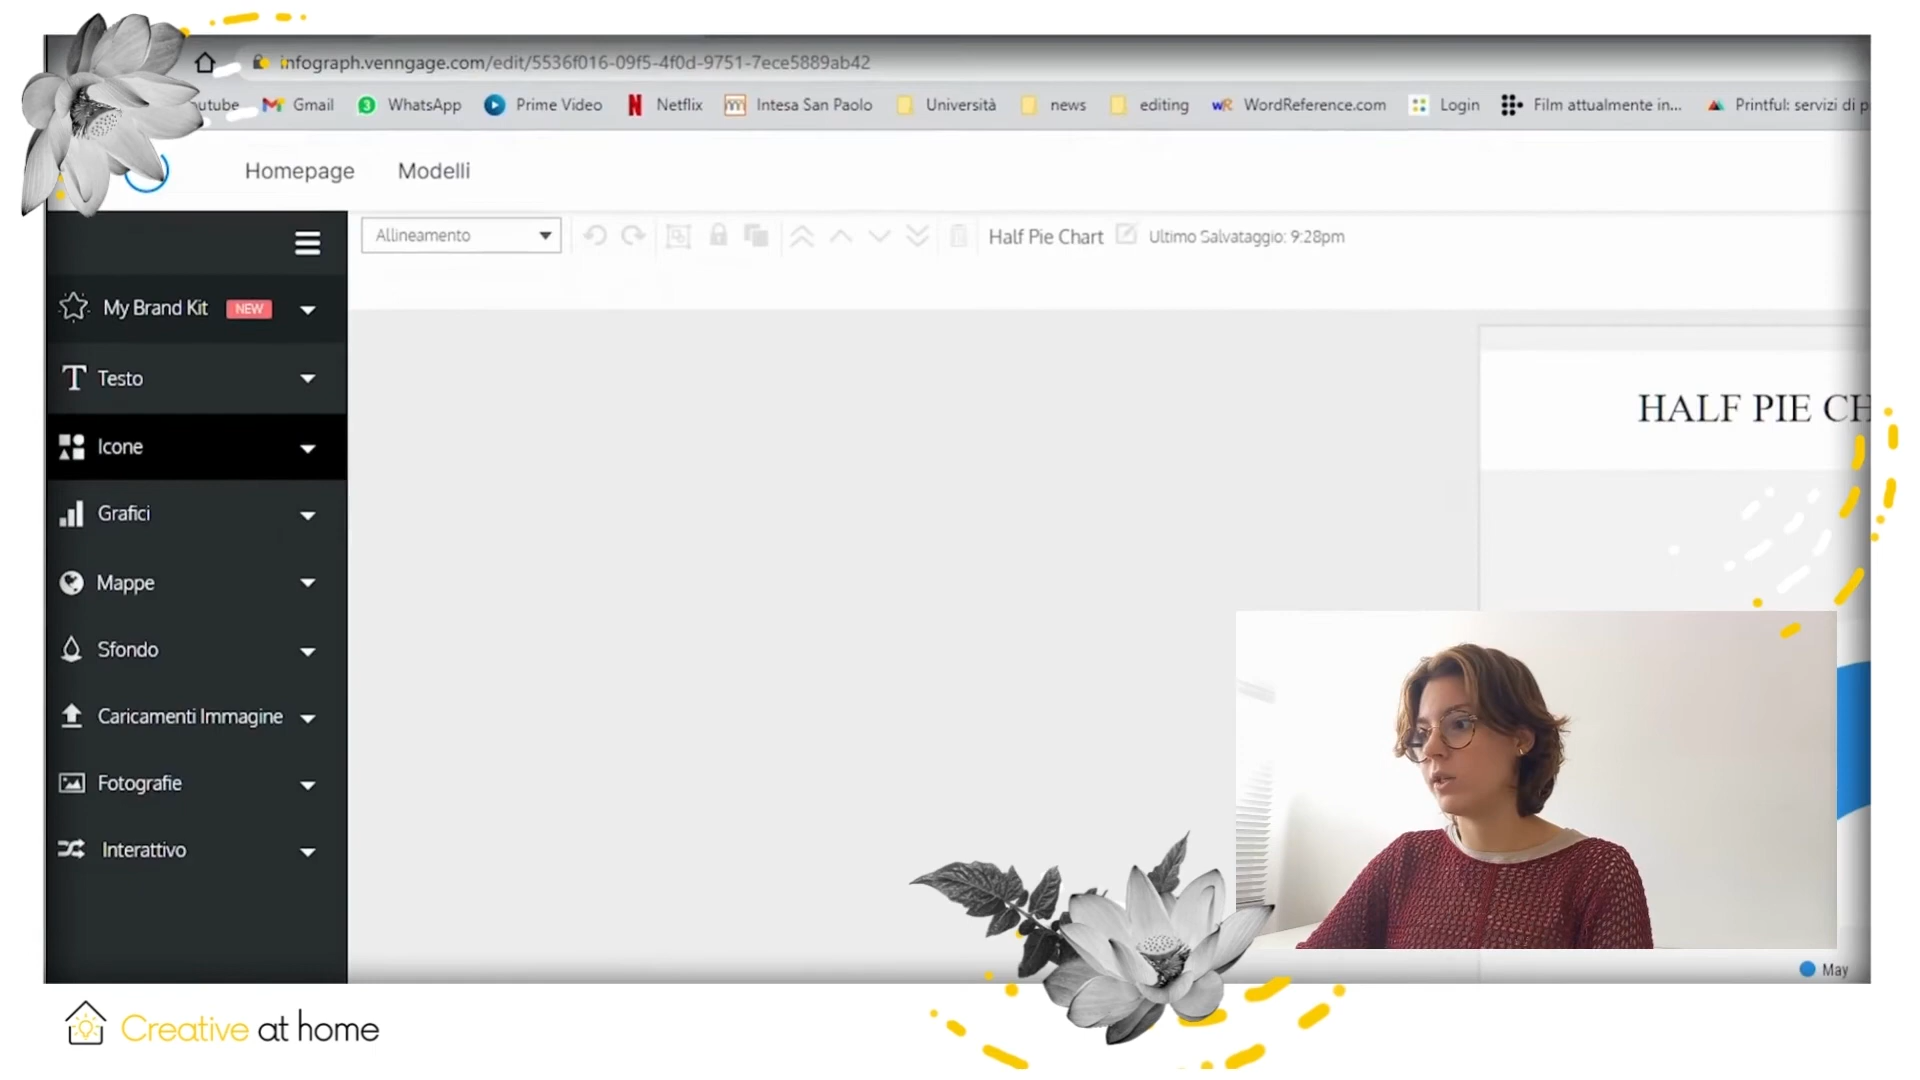 infograph.venngage.com/edit/5536f016-09f5-4f0d-9751-7ece5889ab42
outube Gmail 3 WhatsApp Prime Video Netflix Intesa San Paolo Università news editing WR WordReference.com Login Film attualmente in... Printful: servizi di p
Homepage Modelli
Allineamento Half Pie Chart Ultimo Salvataggio: 9:28pm
My Brand Kit NEW
Testo
Icone
Grafici
Mappe
Sfondo
Caricamenti Immagine
Fotografie
Interattivo
HALF PIE CH
May
Creative at home